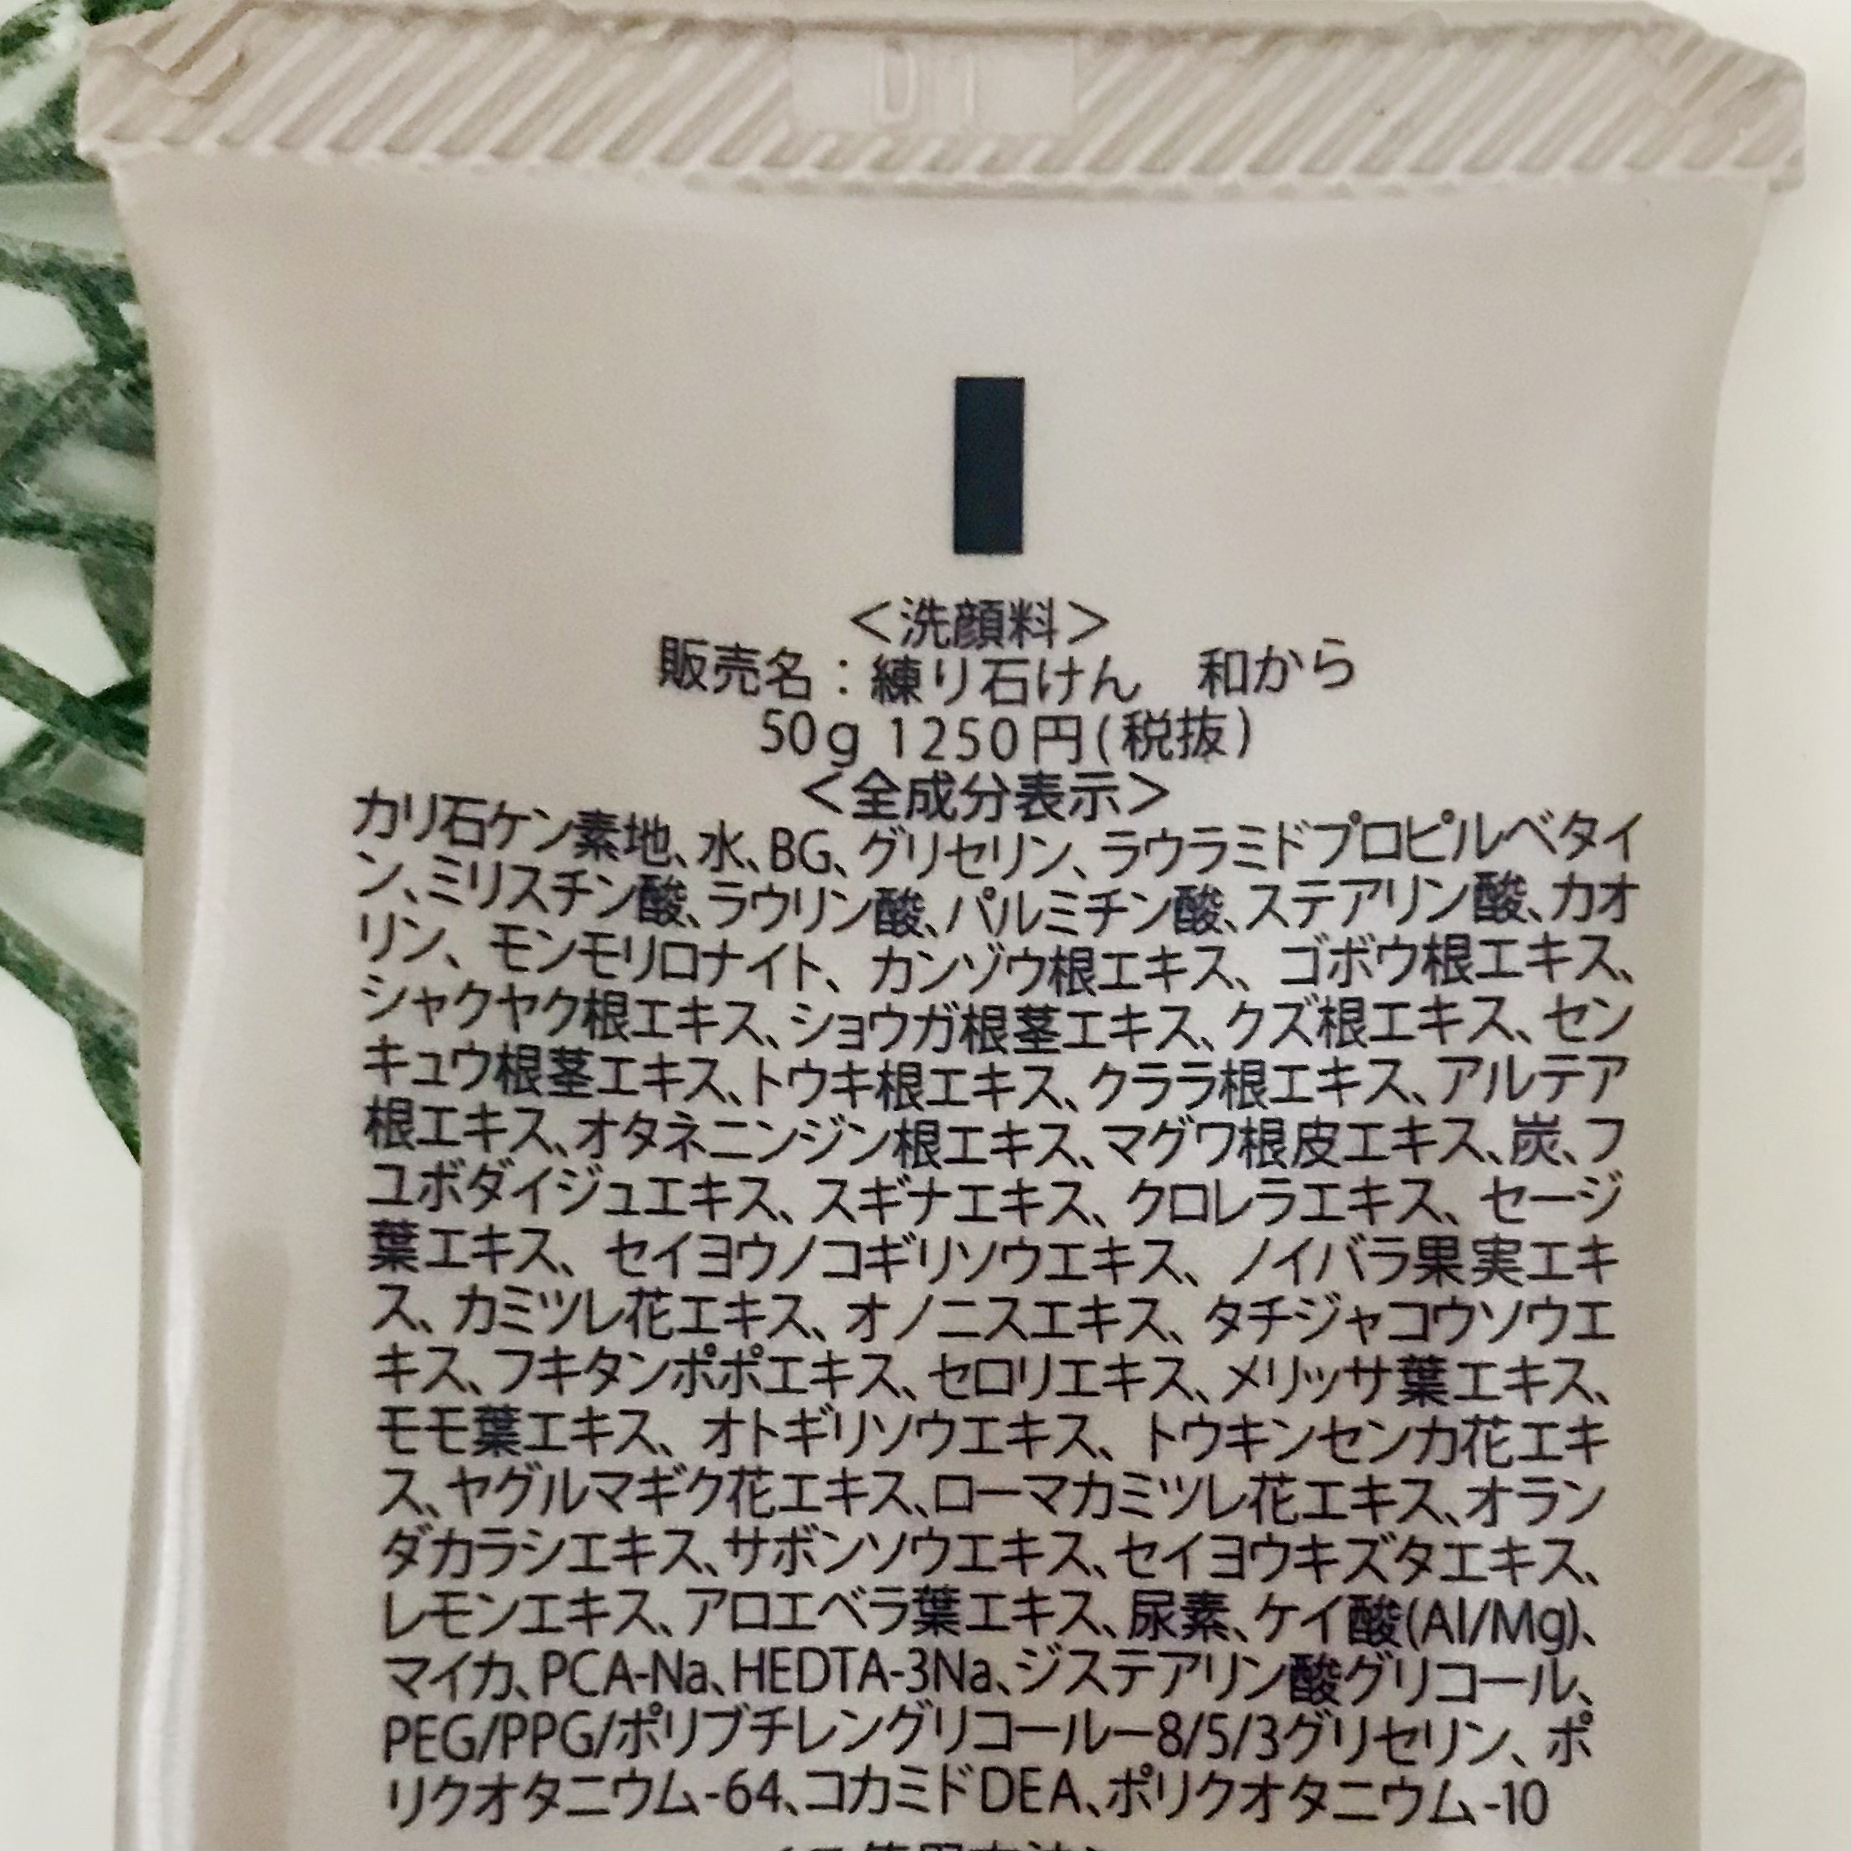 D1
＜洗顔料＞
販売名：練り石けん　和から
50g 1250円(税抜)
＜全成分表示＞
カリ石ケン素地、水、BG、グリセリン、ラウラミドプロピルベタイ
ン、ミリスチン酸、ラウリン酸、パルミチン酸、ステアリン酸、カオ
リン、モンモリロナイト、カンゾウ根エキス、ゴボウ根エキス、
シャクヤク根エキス、ショウガ根茎エキス、クズ根エキス、セン
キュウ根茎エキス、トウキ根エキス、クララ根エキス、アルテア
根エキス、オタネニンジン根エキス、マグワ根皮エキス、炭、フ
ユボダイジュエキス、スギナエキス、クロレラエキス、セージ
葉エキス、セイヨウノコギリソウエキス、ノイバラ果実エキ
ス、カミツレ花エキス、オノニスエキス、タチジャコウソウエ
キス、フキタンポポエキス、セロリエキス、メリッサ葉エキス、
モモ葉エキス、オトギリソウエキス、トウキンセンカ花エキ
ス、ヤグルマギク花エキス、ローマカミツレ花エキス、オラン
ダカラシエキス、サボンソウエキス、セイヨウキズタエキス、
レモンエキス、アロエベラ葉エキス、尿素、ケイ酸(Al/Mg)、
マイカ、PCA-Na、HEDTA-3Na、ジステアリン酸グリコール、
PEG/PPG/ポリブチレングリコールー8/5/3グリセリン、ポ
リクオタニウム-64、コカミドDEA、ポリクオタニウム-10